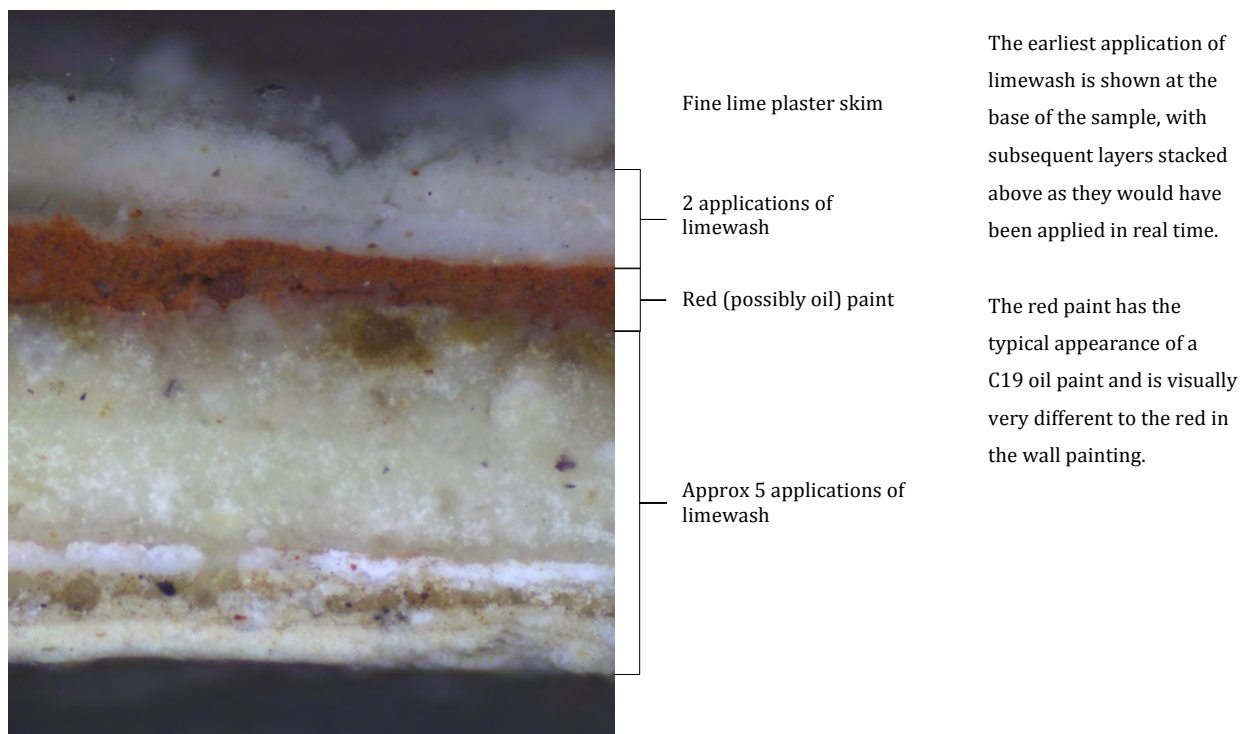 Fine lime plaster skim
2 applications of
limewash
Red (possibly oil) paint
Approx 5 applications of
limewash
The earliest application of
limewash is shown at the
base of the sample, with
subsequent layers stacked
above as they would have
been applied in real time.
The red paint has the
typical appearance of a
C19 oil paint and is visually
very different to the red in
the wall painting.